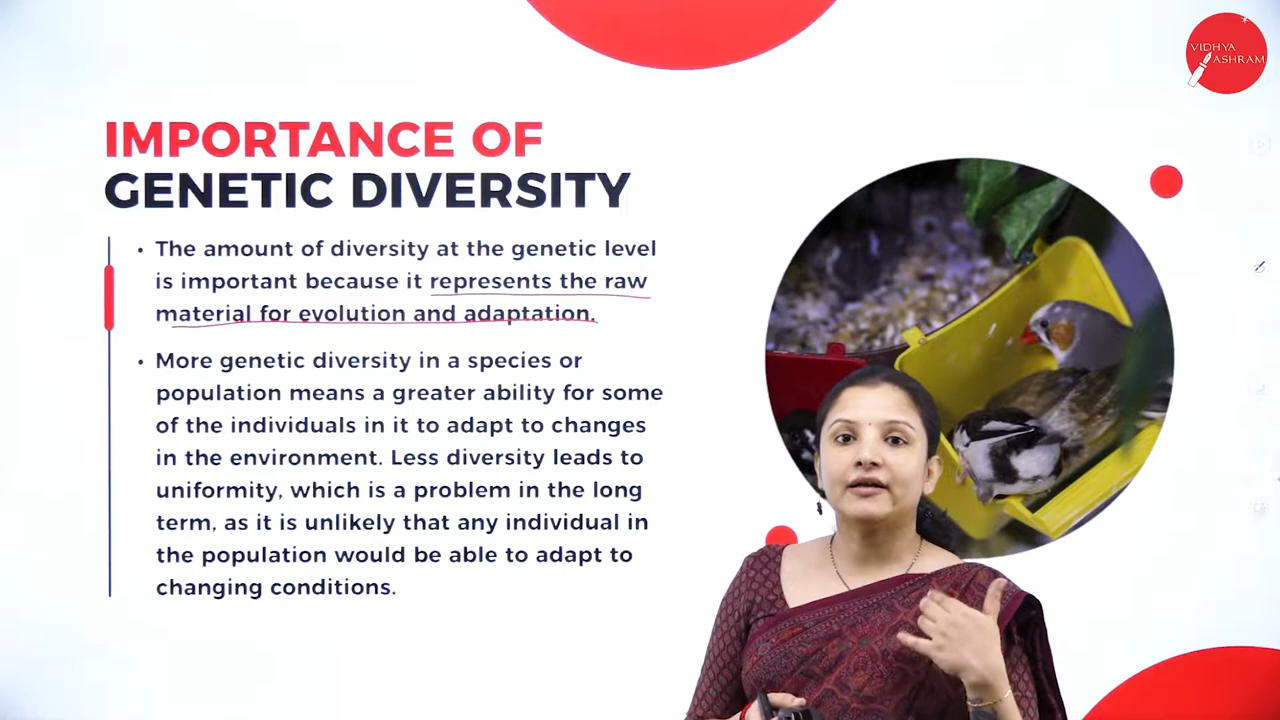 VIDHYA
ASHRAM
IMPORTANCE OF
GENETIC DIVERSITY
• The amount of diversity at the genetic level
is important because it represents the raw
material for evolution and adaptation.
• More genetic diversity in a species or
population means a greater ability for some
of the individuals in it to adapt to changes
in the environment. Less diversity leads to
uniformity, which is a problem in the long
term, as it is unlikely that any individual in
the population would be able to adapt to
changing conditions.